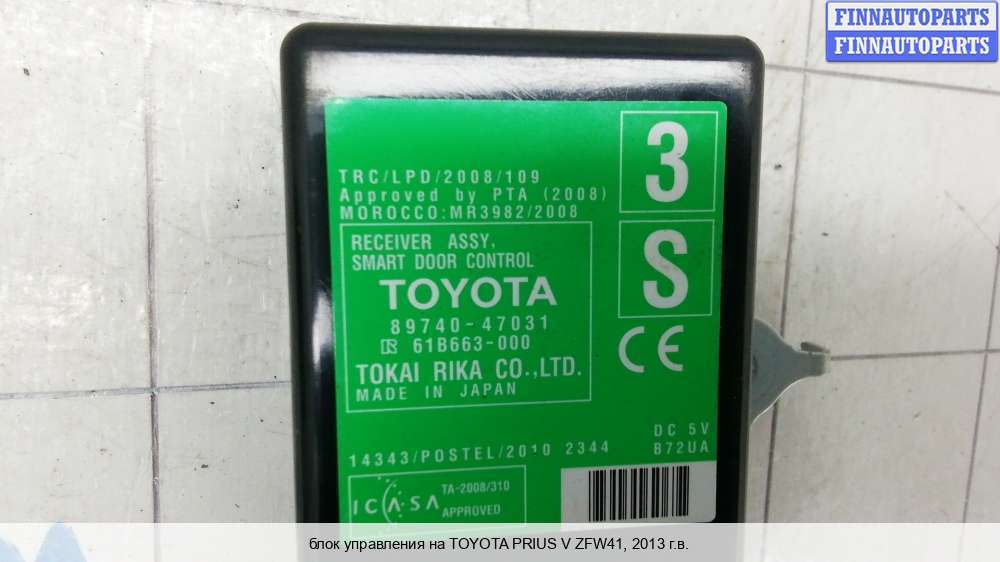 FINNAUTOPARTS
FINNAUTOPARTS
TRC/LPD/2008/109
Approved by PTA (2008)
MOROCCO:MR3982/2008
3
S
RECEIVER ASSY,
SMART DOOR CONTROL
TOYOTA
89740-47031
61B663-000
TOKAI RIKA CO.,LTD.
MADE IN JAPAN
CE
DC 5V
B72UA
14343/POSTEL/2010 2344
ICASA
TA-2008/310
APPROVED
блок управления на TOYOTA PRIUS V ZFW41, 2013 г.в.